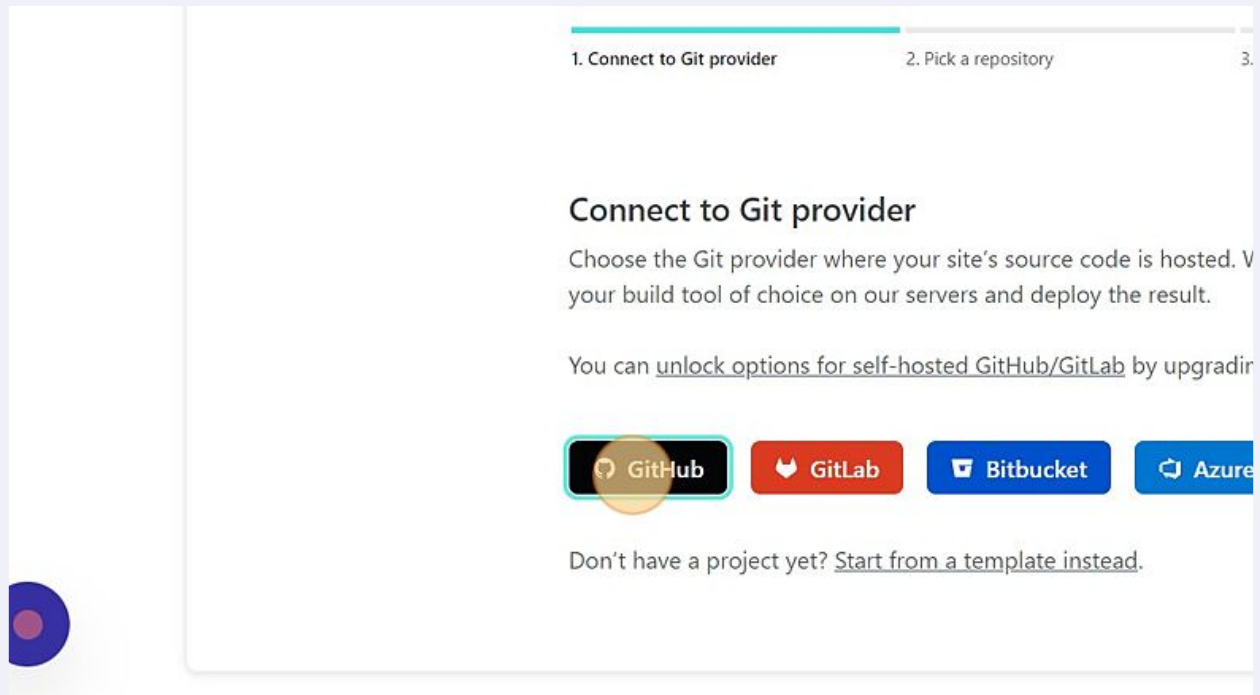 1. Connect to Git provider
2. Pick a repository
3.
Connect to Git provider
Choose the Git provider where your site’s source code is hosted.
your build tool of choice on our servers and deploy the result.
You can unlock options for self-hosted GitHub/GitLab by
GitHub
GitLab
Bitbucket
Azure
Don’t have a project yet? Start from a template instead.